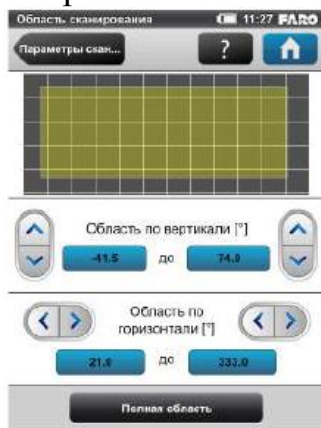 Область сканирования 11:27 FARO
Параметры скан... ?
Область по вертикали [°]
-41.5 до 74.9
Область по
горизонтали [°]
21.0 до 333.0
Полная область